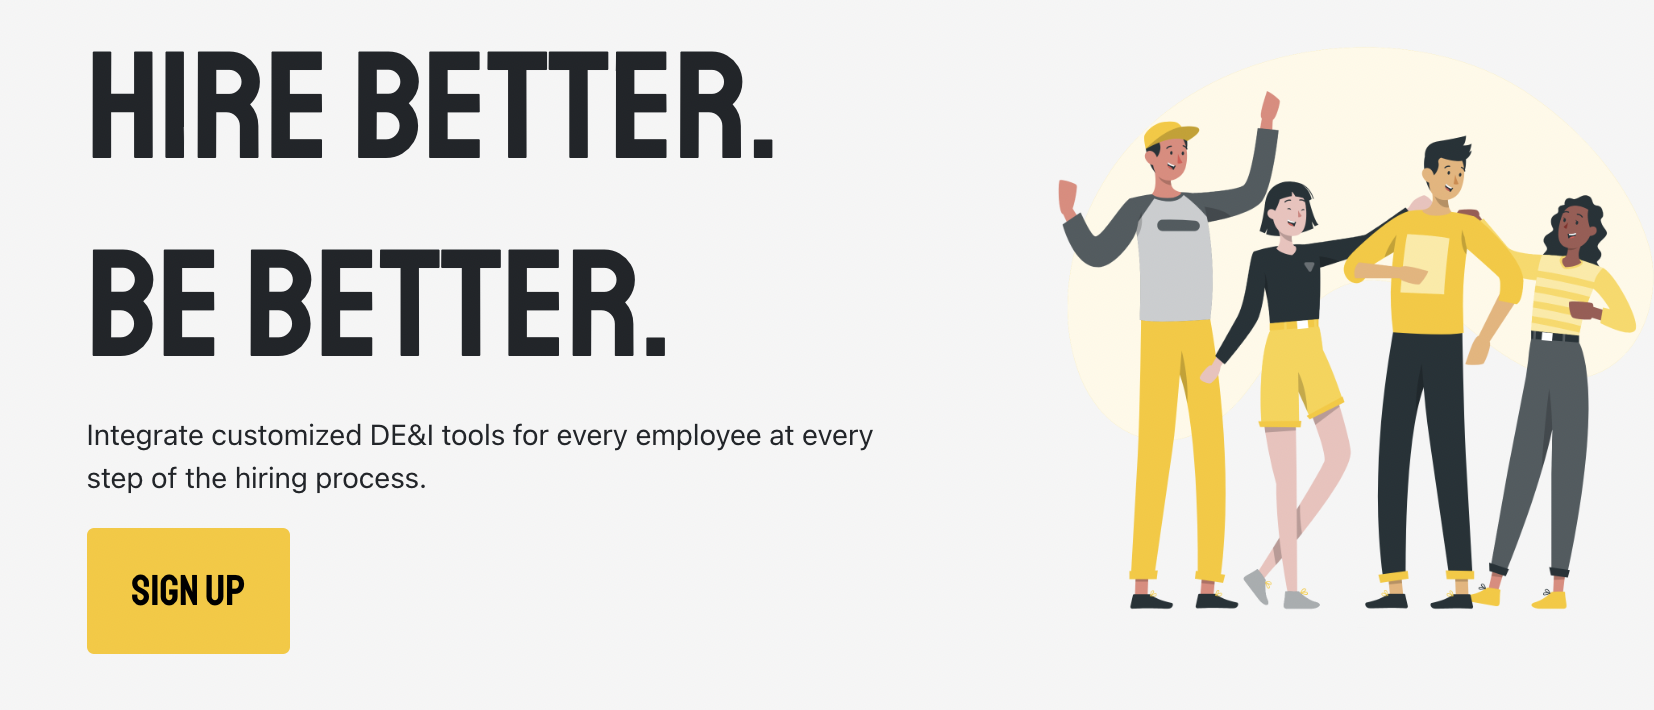 HIRE BETTER.
BE BETTER.
Integrate customized DE&I tools for every employee at every
step of the hiring process.
SIGN UP